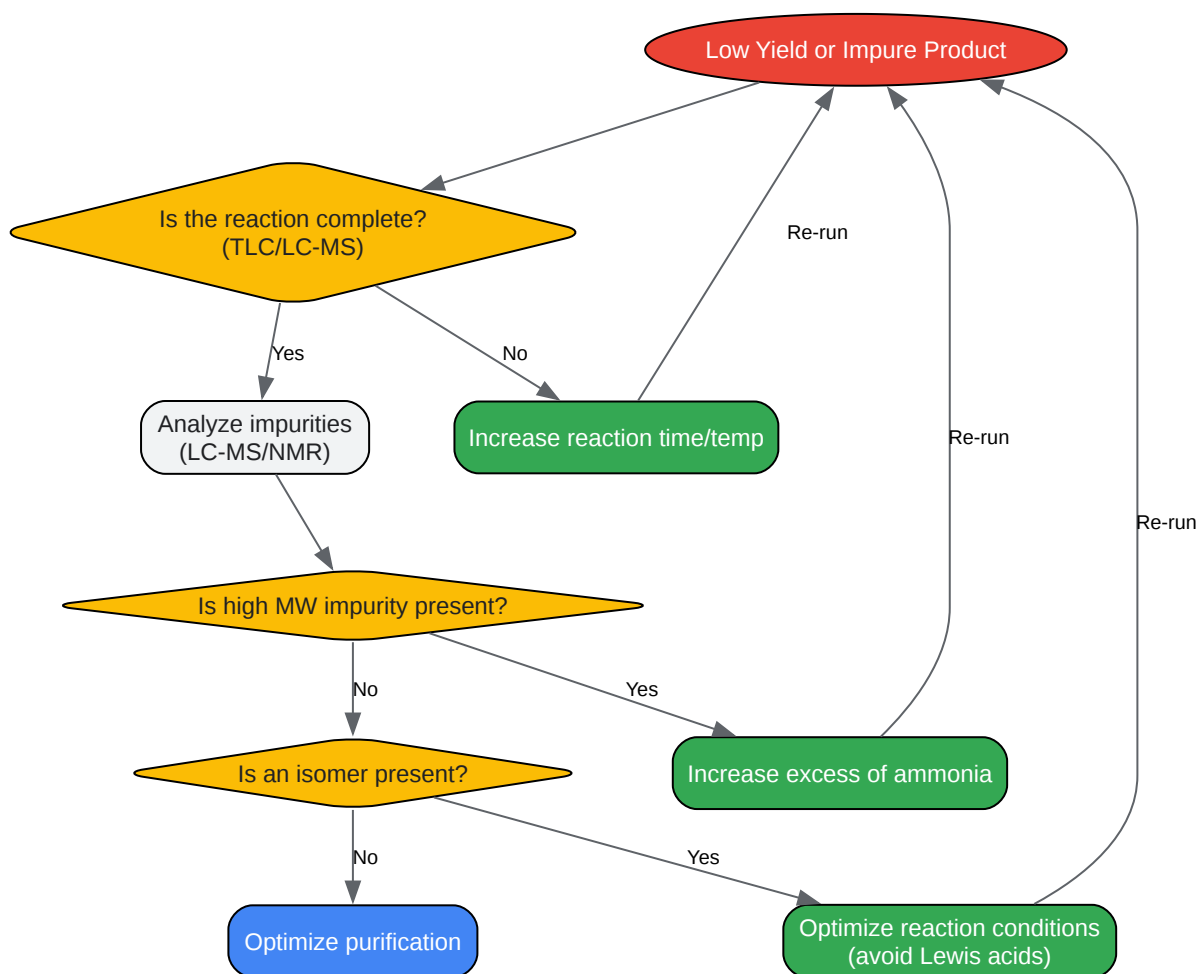 Low Yield or Impure Product
Is the reaction complete?
(TLC/LC-MS)
Re-run
Yes
No
Analyze impurities
(LC-MS/NMR)
Increase reaction time/temp
Re-run
Re-run
Is high MW impurity present?
No
Yes
Is an isomer present?
Increase excess of ammonia
No
Yes
Optimize purification
Optimize reaction conditions
(avoid Lewis acids)